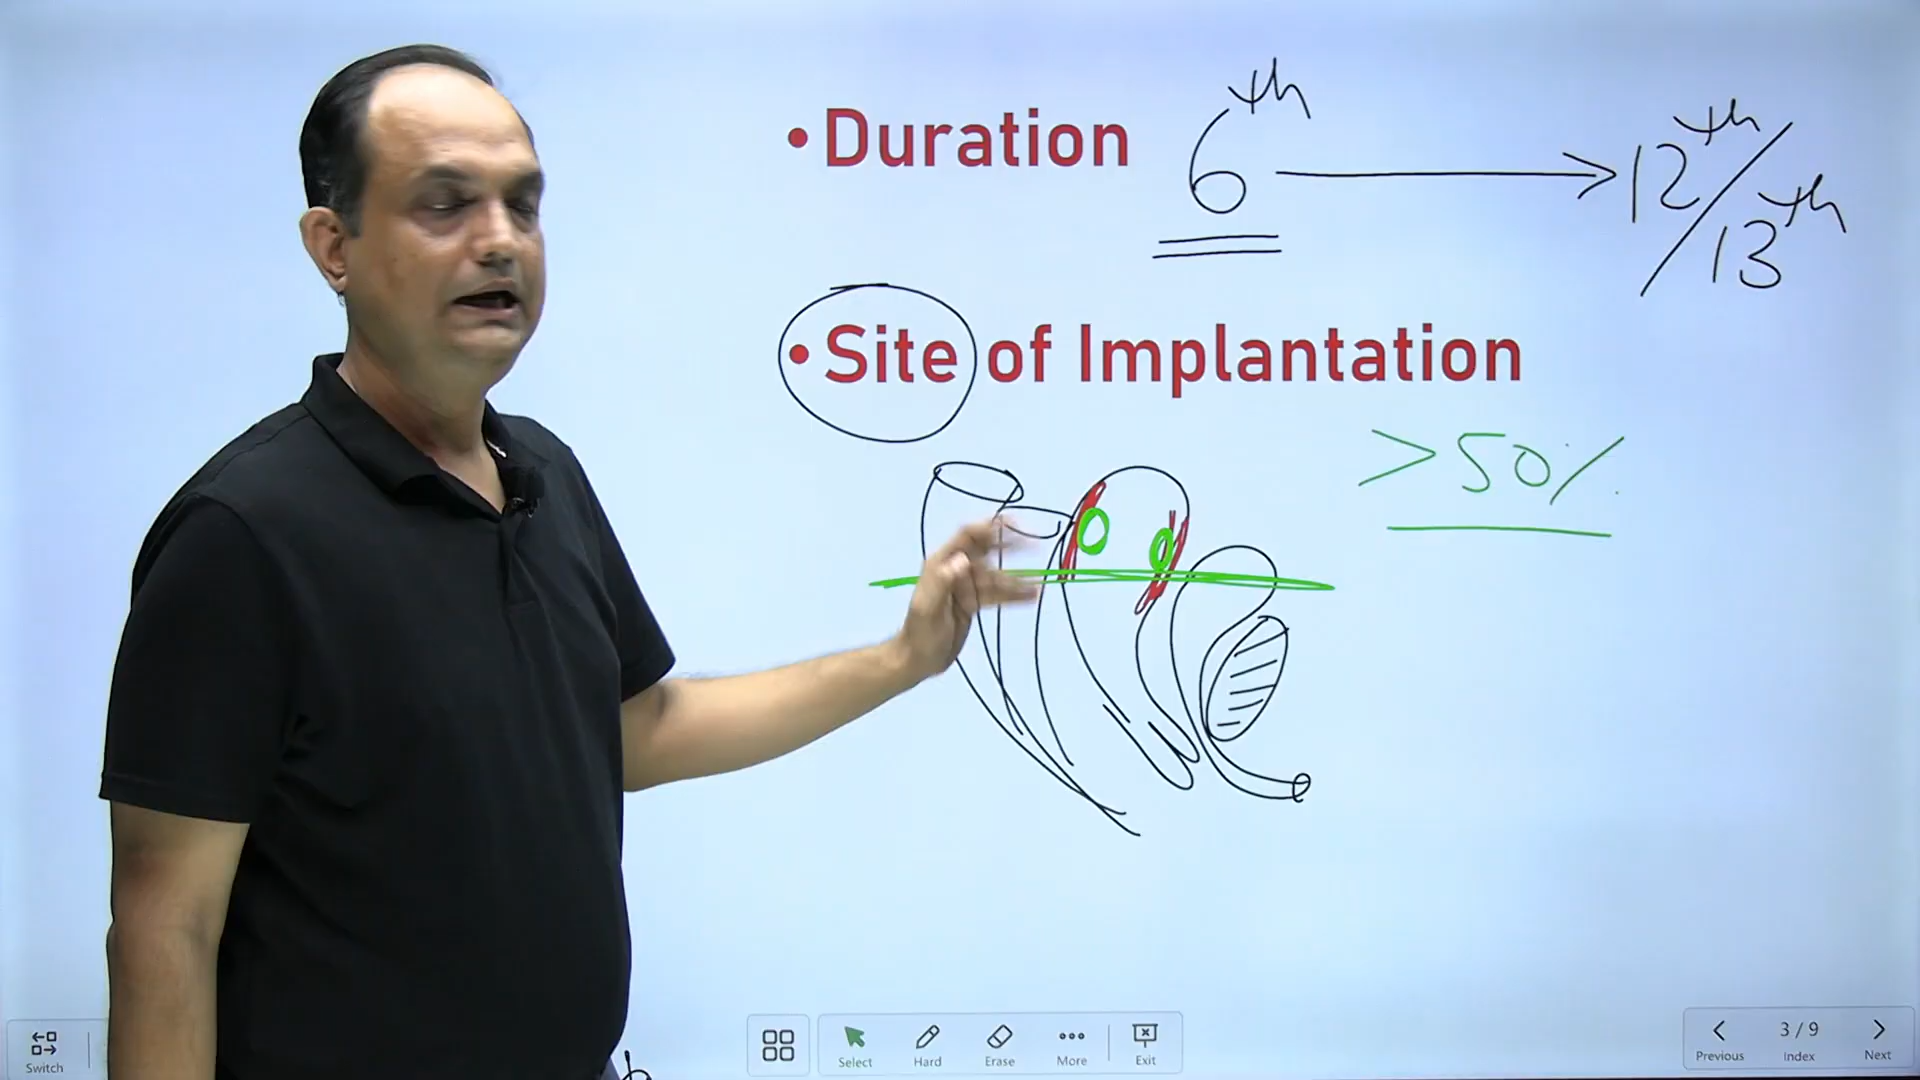 • Duration 6th → 12th/13th
• Site of Implantation
>50%
Switch
Select
Hard
Erase
More
Exit
Previous
3 / 9
Index
Next